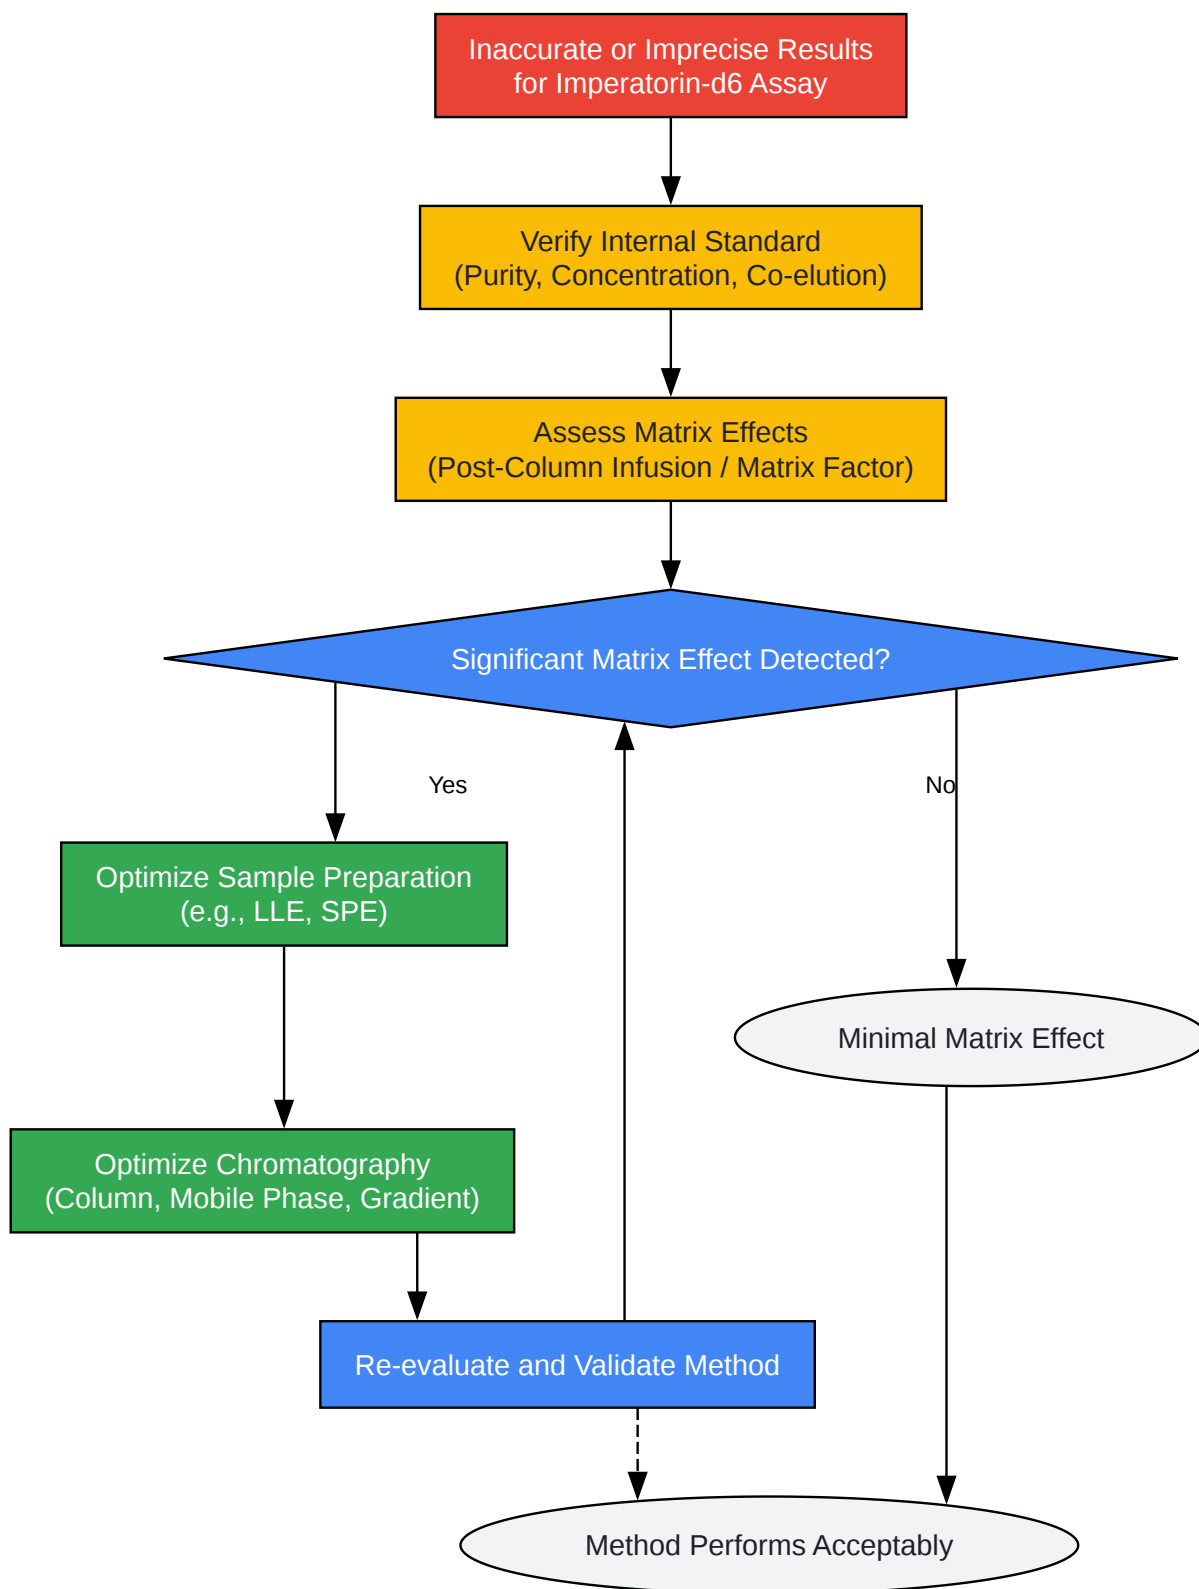 Inaccurate or Imprecise Results
for Imperatorin-d6 Assay
Verify Internal Standard
(Purity, Concentration, Co-elution)
Assess Matrix Effects
(Post-Column Infusion / Matrix Factor)
Significant Matrix Effect Detected?
Yes
No
Optimize Sample Preparation
(e.g., LLE, SPE)
Minimal Matrix Effect
Optimize Chromatography
(Column, Mobile Phase, Gradient)
Re-evaluate and Validate Method
Method Performs Acceptably